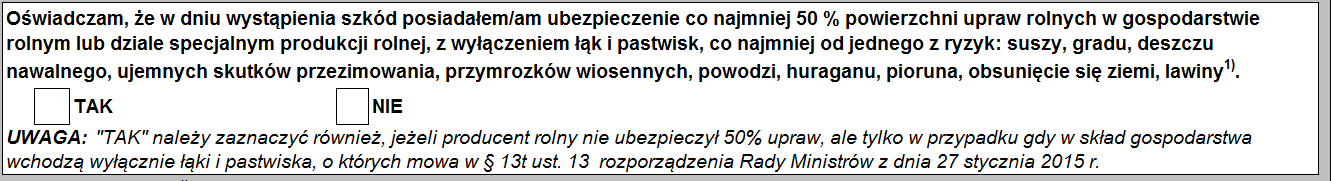 Oświadczam, że w dniu wystąpienia szkód posiadałem/am ubezpieczenie co najmniej 50 % powierzchni upraw rolnych w gospodarstwie
rolnym lub dziale specjalnym produkcji rolnej, z wyłączeniem łąk i pastwisk, co najmniej od jednego z ryzyk: suszy, gradu, deszczu
nawalnego, ujemnych skutków przezimowania, przymrozków wiosennych, powodzi, huraganu, pioruna, obsunięcie się ziemi, lawiny1).
TAK NIE
UWAGA: "TAK" należy zaznaczyć również, jeżeli producent rolny nie ubezpieczył 50% upraw, ale tylko w przypadku gdy w skład gospodarstwa
wchodzą wyłącznie łąki i pastwiska, o których mowa w § 13t ust. 13 rozporządzenia Rady Ministrów z dnia 27 stycznia 2015 r.